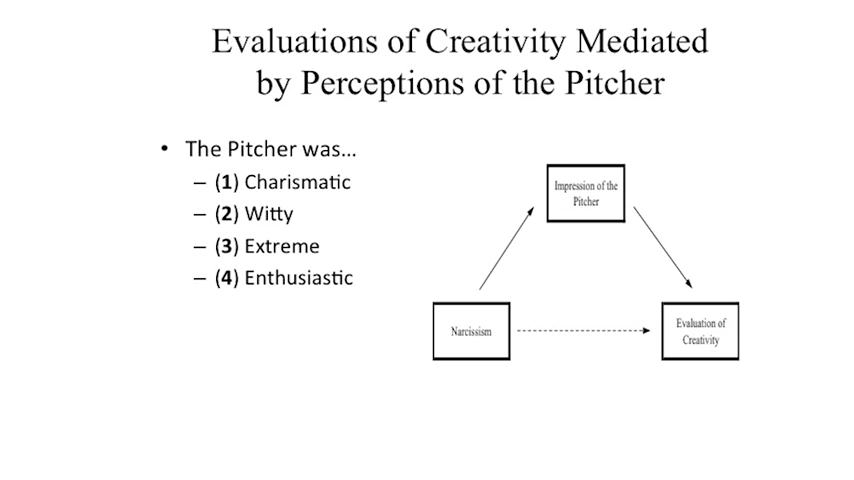 Evaluations of Creativity Mediated
by Perceptions of the Pitcher
• The Pitcher was...
– (1) Charismatic
– (2) Witty
– (3) Extreme
– (4) Enthusiastic
Impression of the
Pitcher
Narcissism
Evaluation of
Creativity